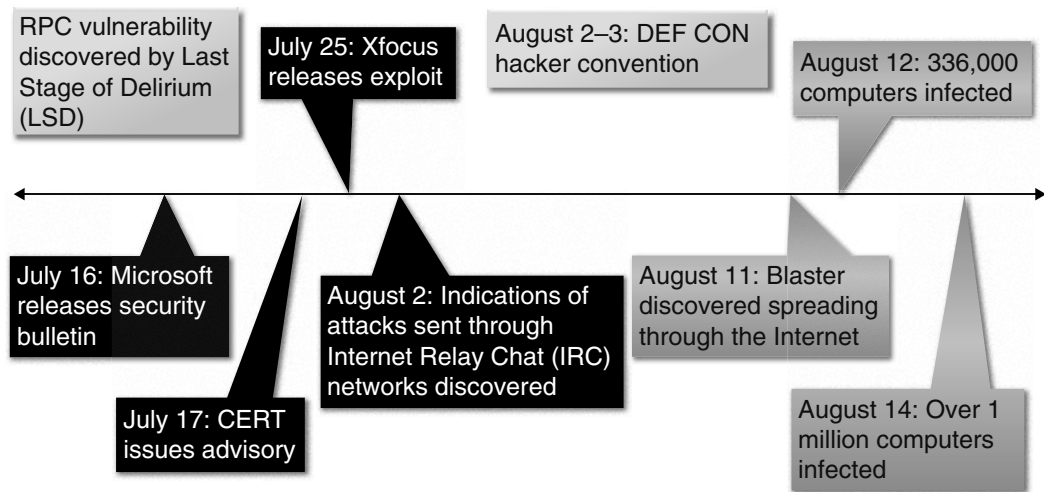 RPC vulnerability
discovered by Last
Stage of Delirium
(LSD)
July 25: Xfocus
releases exploit
August 2–3: DEF CON
hacker convention
August 12: 336,000
computers infected
July 16: Microsoft
releases security
bulletin
July 17: CERT
issues advisory
August 2: Indications of
attacks sent through
Internet Relay Chat (IRC)
networks discovered
August 11: Blaster
discovered spreading
through the Internet
August 14: Over 1
million computers
infected